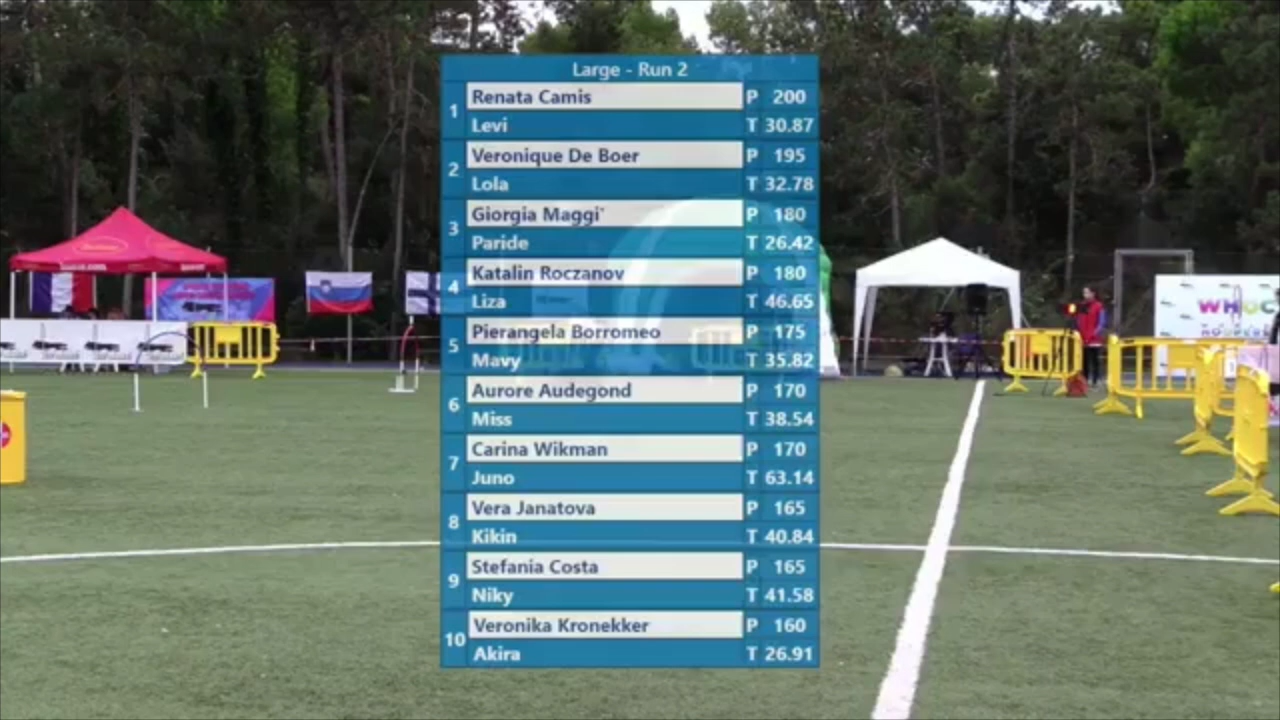 Large - Run 2
1 Renata Camis P 200
Levi T 30.87
2 Veronique De Boer P 195
Lola T 32.78
3 Giorgia Maggi' P 180
Paride T 26.42
4 Katalin Roczanov P 180
Liza T 46.65
5 Pierangela Borromeo P 175
Mavy T 35.82
6 Aurore Audegond P 170
Miss T 38.54
7 Carina Wikman P 170
Juno T 63.14
8 Vera Janatova P 165
Kikin T 40.84
9 Stefania Costa P 165
Niky T 41.58
10 Veronika Kronekker P 160
Akira T 26.91